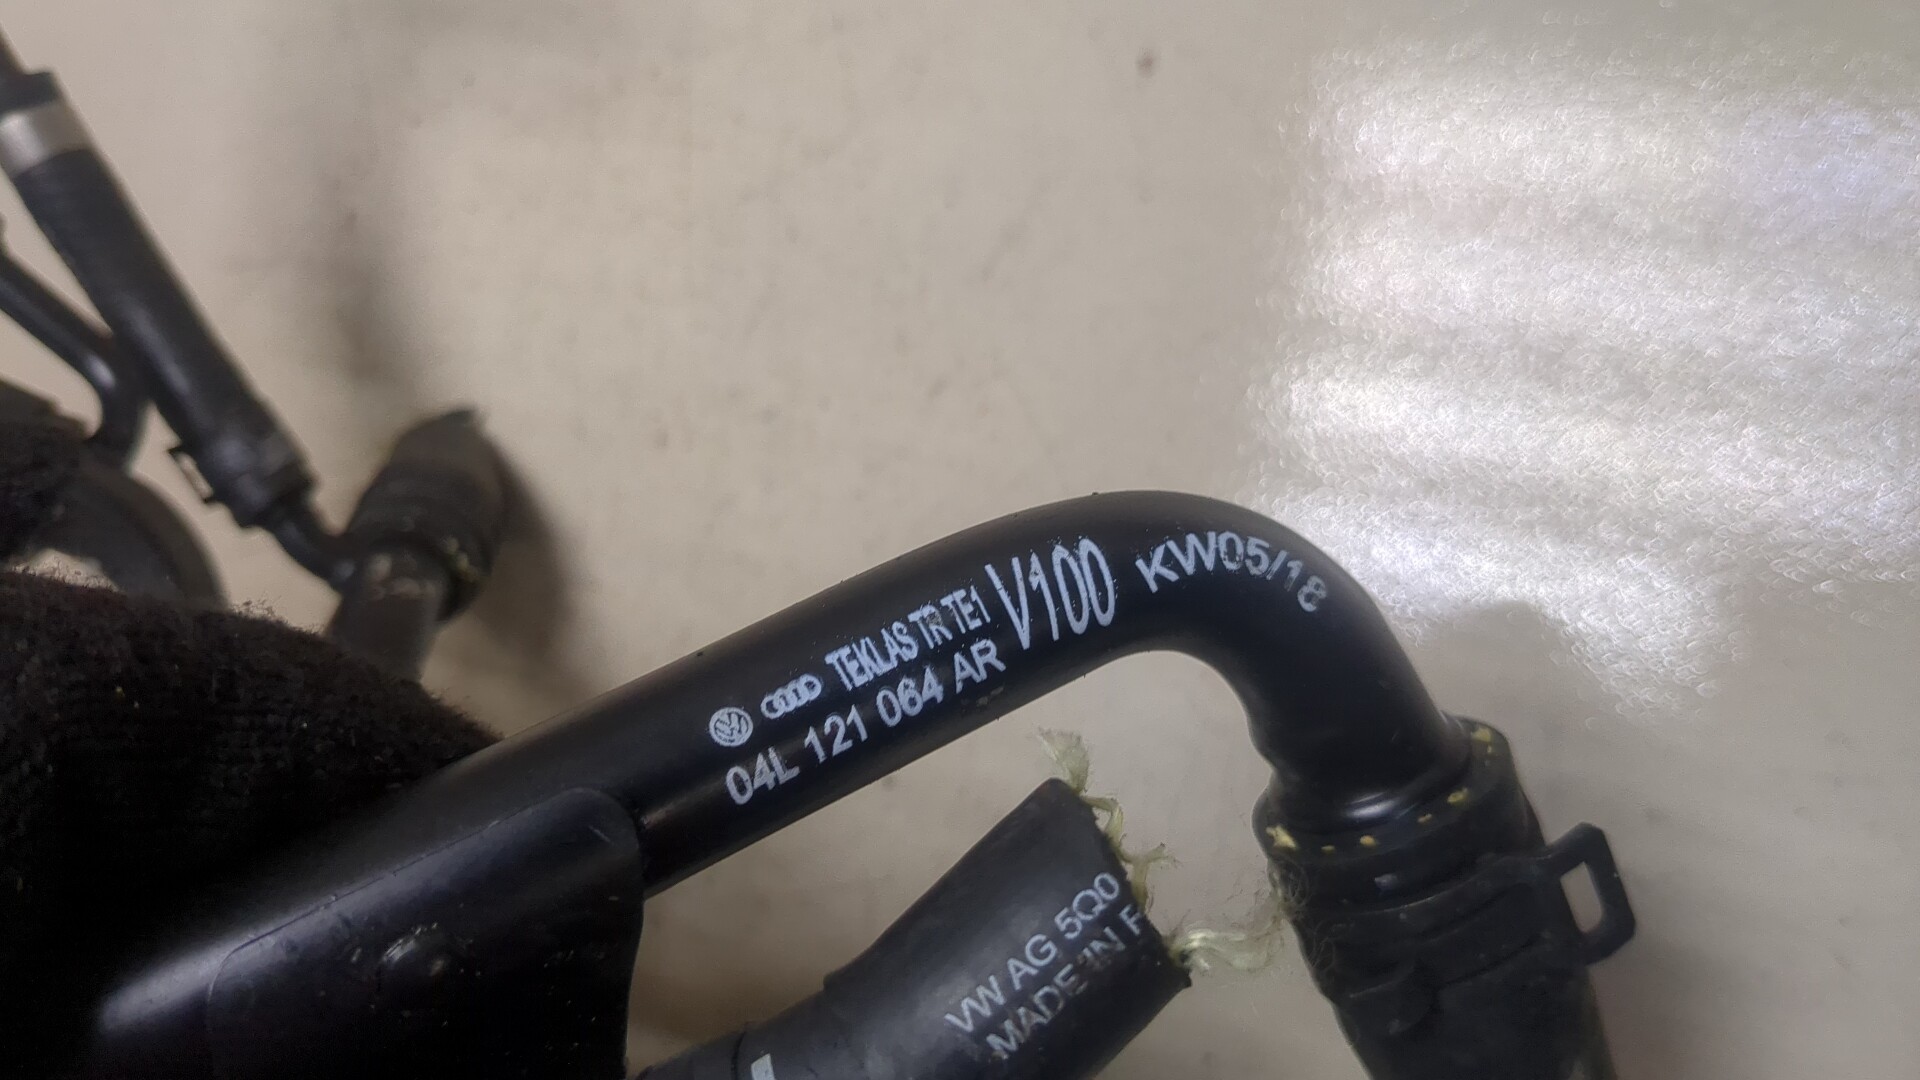 TEKLAS TR TE1 V100 KW05/18
04L 121 064 AR
VW AG 5Q0
MADE IN